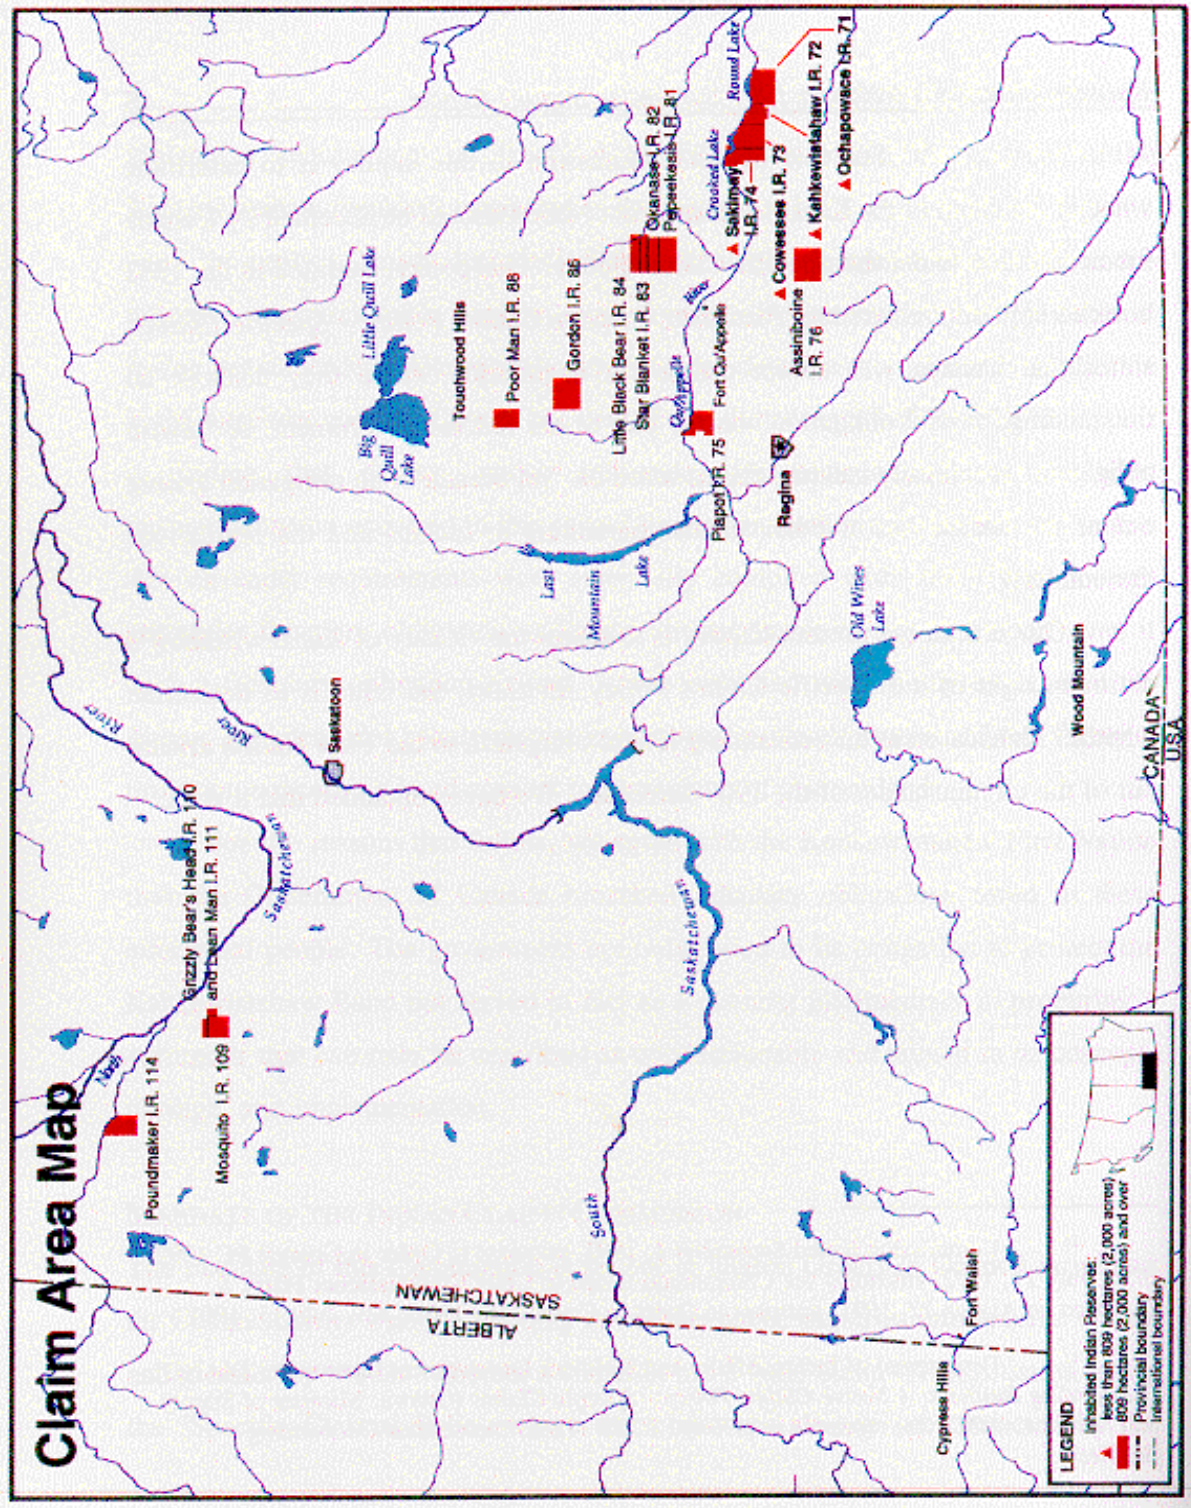 Claim Area Map
North
River
Saskatchewan
River
Poundmaker I.R. 114
Mosquito I.R. 109
Grizzly Bear's Head I.R. 110
and Lean Man I.R. 111
Saskatoon
Big
Quill
Lake
Little Quill Lake
Touchwood Hills
Poor Man I.R. 88
Gordon I.R. 86
Little Black Bear I.R. 84
Star Blanket I.R. 83
Okanase I.R. 82
Peepeekesis I.R. 81
Last
Mountain
Lake
Qu'Appelle
River
Fort Qu'Appelle
Piapot I.R. 75
Regina
Round Lake
Crooked Lake
Sakimay
I.R. 74
Cowesses I.R. 73
Kahkewistahaw I.R. 72
Ochapowace I.R. 71
Assiniboine
I.R. 76
Old Wives
Lake
Wood Mountain
South
Saskatchewan
SASKATCHEWAN
ALBERTA
Fort Walsh
Cypress Hills
CANADA
U.S.A.
LEGEND
Inhabited Indian Reserves:
less than 809 hectares (2,000 acres)
809 hectares (2,000 acres) and over
Provincial boundary
International boundary